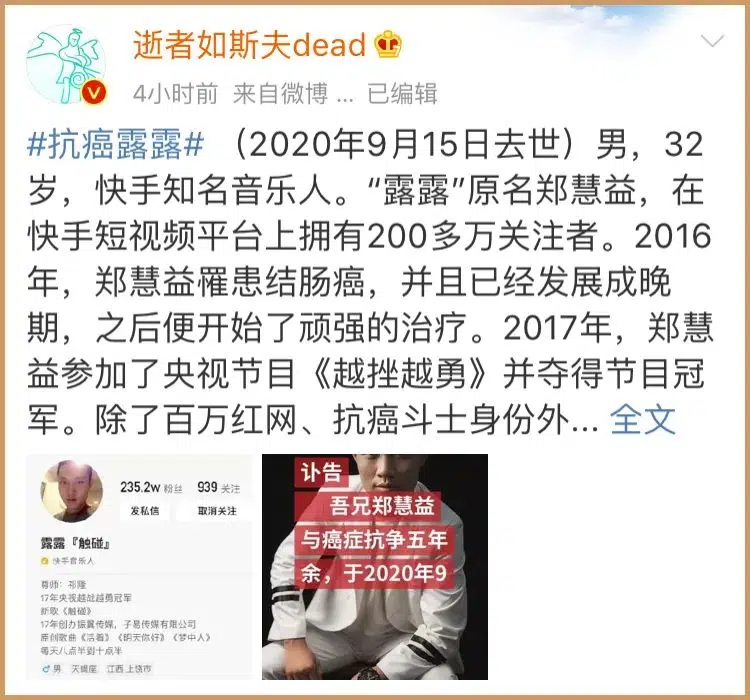 逝者如斯夫dead
4小时前 来自微博 ... 已编辑
#抗癌露露# （2020年9月15日去世）男，32
岁，快手知名音乐人。“露露”原名郑慧益，在
快手短视频平台上拥有200多万关注者。2016
年，郑慧益罹患结肠癌，并且已经发展成晚
期，之后便开始了顽强的治疗。2017年，郑慧
益参加了央视节目《越挫越勇》并夺得节目冠
军。除了百万红网、抗癌斗士身份外... 全文
235.2w 粉丝 939 关注
发私信 取消关注
露露『触碰』
快手音乐人
尊师：祁隆
17年央视越战越勇冠军
新歌《触碰》
17年创办振翼传媒，子易传媒有限公司
原创歌曲《活着》《明天你好》《梦中人》
每天八点半到十点半
♂ 男 天蝎座 江西 上饶市
讣告
吾兄郑慧益
与癌症抗争五年
余，于2020年9